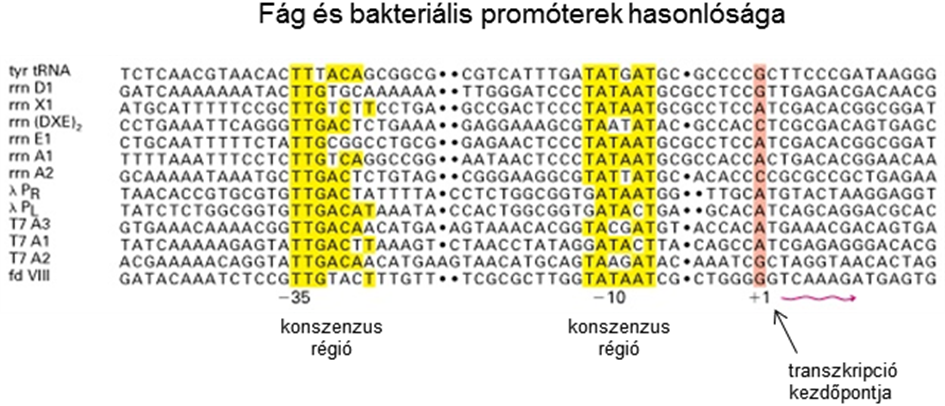 Fág és bakteriális promóterek hasonlósága
tyr tRNA TCTCAACGTAACACTTTACAGCGGCG••CGTCATTTGATATGATGC•GCCCCGCTTCCCGATAAGGG
rrn D1 GATCAAAAAAATACTTGTGCAAAAAA••TTGGGATCCCTATAATGCGCCTCCGTTGAGACGACAACG
rrn X1 ATGCATTTTTCCGCTTGTCTTCCTGA••GCCGACTCCCTATAATGCGCCTCCATCGACACGGCGGAT
rrn (DXE)₂ CCTGAAATTCAGGGTTGACTCTGAAA••GAGGAAAGCGTAATATAC•GCCACCTCGCGACAGTGAGC
rrn E1 CTGCAATTTTTCTATTGCGGCCTGCG••GAGAACTCCCTATAATGCGCCTCCATCGACACGGCGGAT
rrn A1 TTTTAAATTTCCTCTTGTCAGGCCGG••AATAACTCCCTATAATGCGCCACCACTGACACGGAACAA
rrn A2 GCAAAAATAAATGCTTGACTCTGTAG••CGGGAAGGCGTATTATGC•ACACCCCGCGCCGCTGAGAA
λ PR TAACACCGTGCGTGTTGACTATTTTA•CCTCTGGCGGTGATAATGG••TTGCATGTACTAAGGAGGT
λ PL TATCTCTGGCGGTGTTGACATAAATA•CCACTGGCGGTGATACTGA••GCACATCAGCAGGACGCAC
T7 A3 GTGAAACAAAACGGTTGACAACATGA•AGTAAACACGGTACGATGT•ACCACATGAAACGACAGTGA
T7 A1 TATCAAAAAGAGTATTGACTTAAAGT•CTAACCTATAGGATACTTA•CAGCCATCGAGAGGGACACG
T7 A2 ACGAAAAACAGGTATTGACAACATGAAGTAACATGCAGTAAGATAC•AAATCGCTAGGTAACACTAG
fd VIII GATACAAATCTCCGTTGTACTTTGTT••TCGCGCTTGGTATAATCG•CTGGGGGTCAAAGATGAGTG
−35 −10 +1
konszenzus régió
konszenzus régió
transzkripció
kezdőpontja